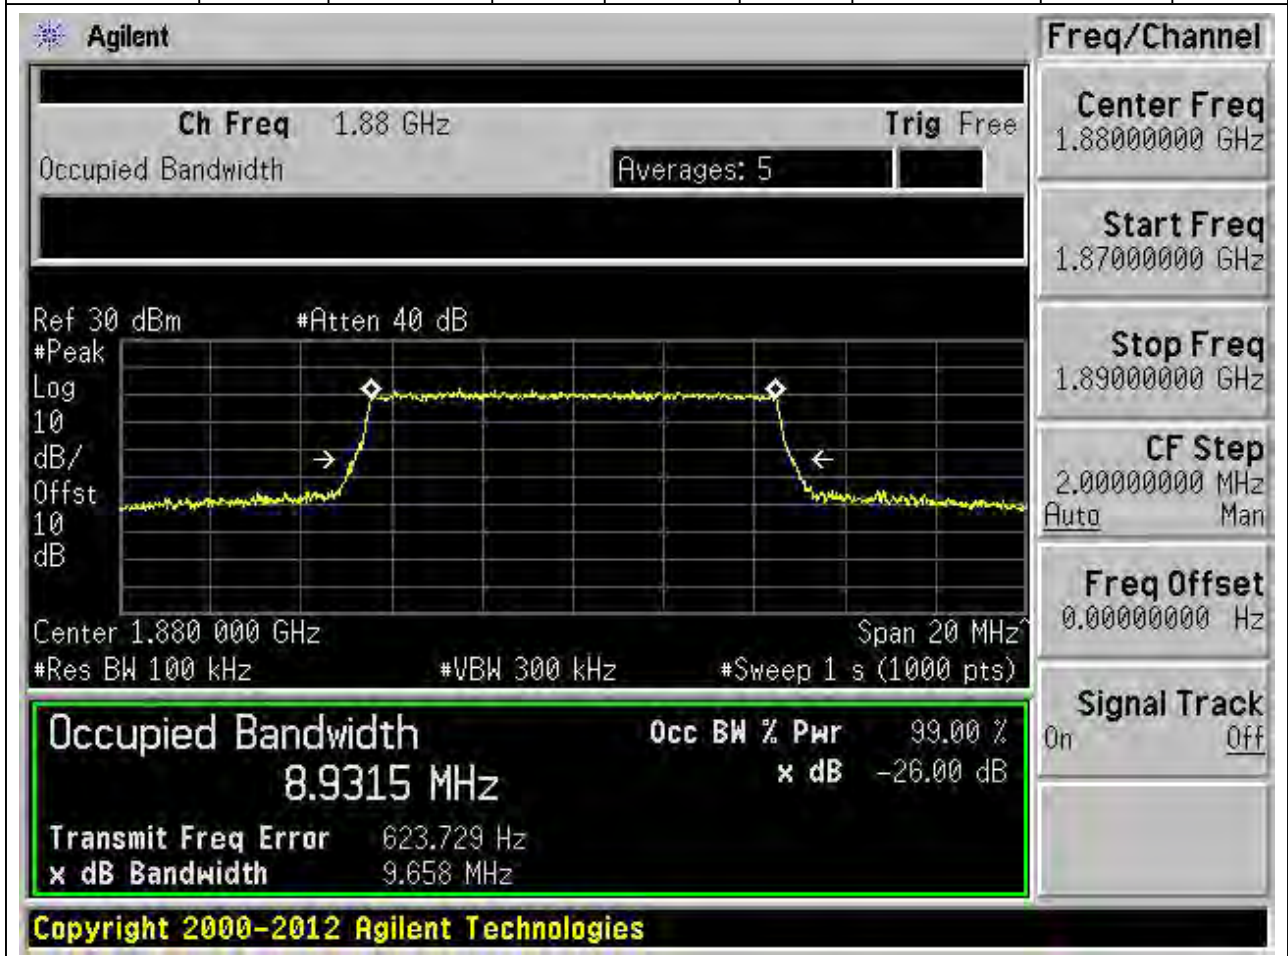 Agilent
Freq/Channel
Ch Freq 1.88 GHz Trig Free
Occupied Bandwidth Averages: 5
Center Freq
1.88000000 GHz
Start Freq
1.87000000 GHz
Stop Freq
1.89000000 GHz
CF Step
2.00000000 MHz
Auto Man
Freq Offset
0.00000000 Hz
Signal Track
On Off
Ref 30 dBm #Atten 40 dB
#Peak
Log
10
dB/
Offst
10
dB
Center 1.880 000 GHz Span 20 MHz^
#Res BW 100 kHz #VBW 300 kHz #Sweep 1 s (1000 pts)
Occupied Bandwidth Occ BW % Pwr 99.00 %
8.9315 MHz x dB -26.00 dB
Transmit Freq Error 623.729 Hz
x dB Bandwidth 9.658 MHz
Copyright 2000-2012 Agilent Technologies